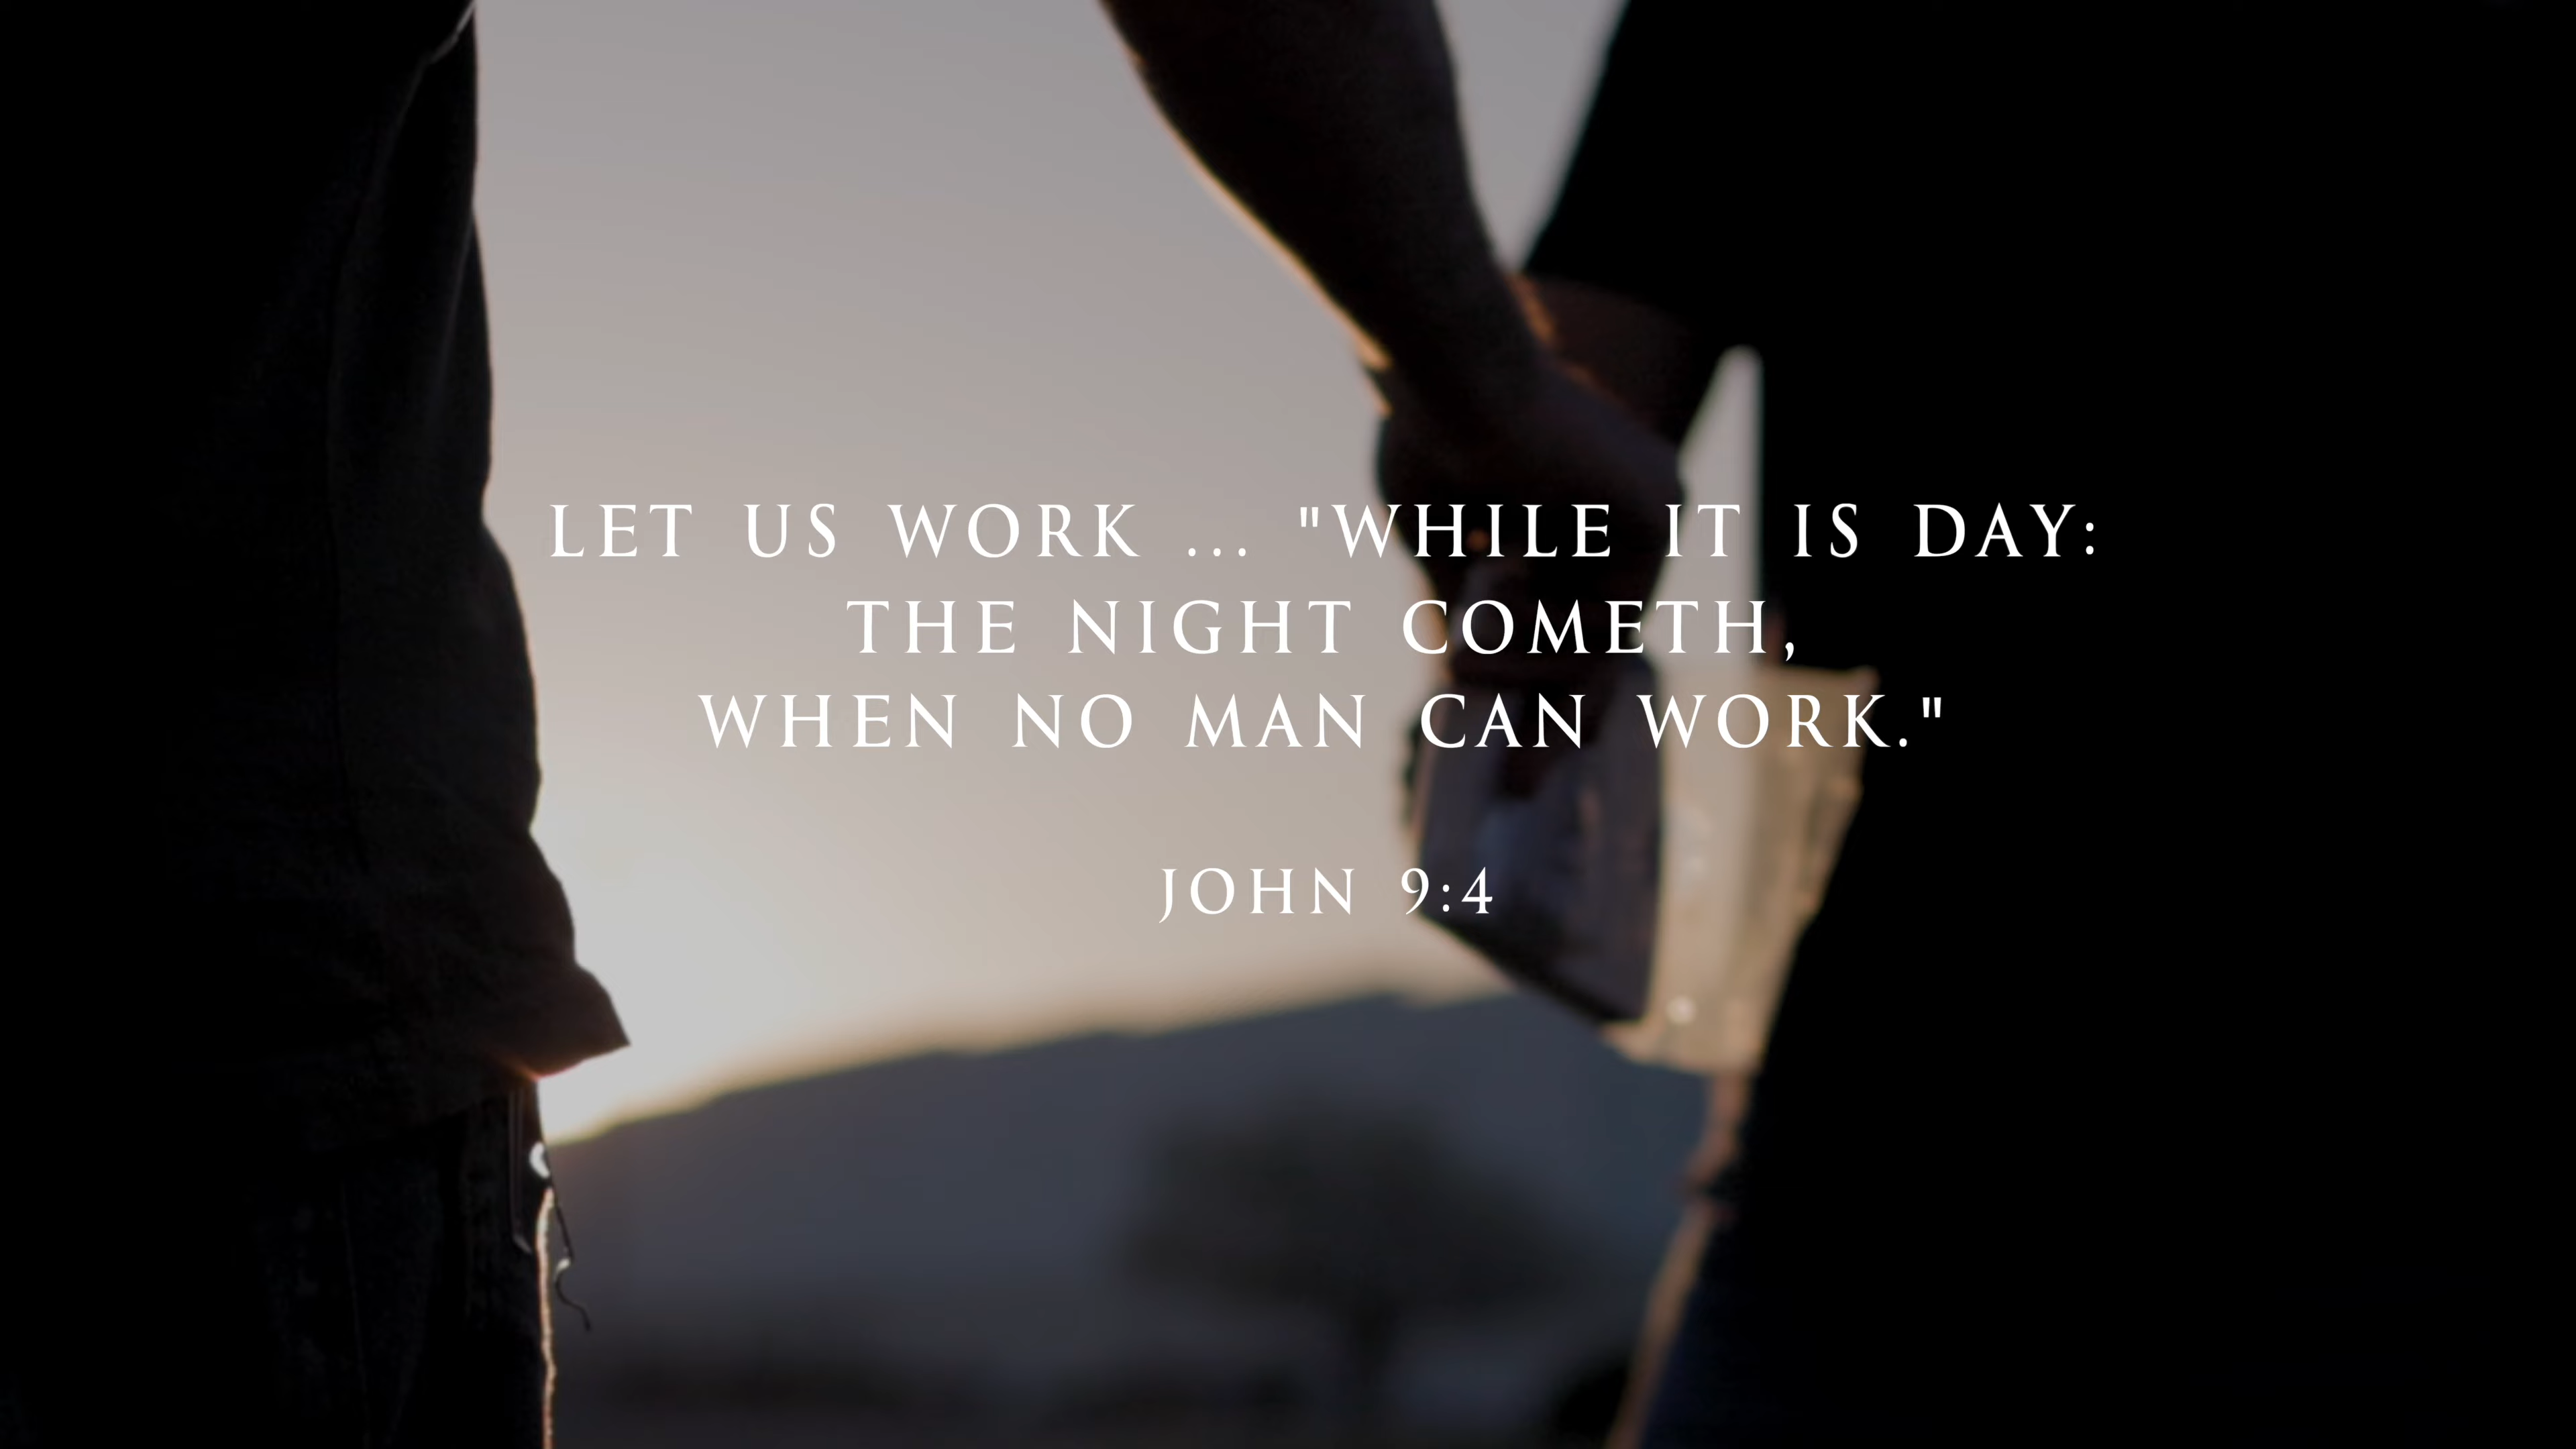 LET US WORK ... "WHILE IT IS DAY:
THE NIGHT COMETH,
WHEN NO MAN CAN WORK."
JOHN 9:4